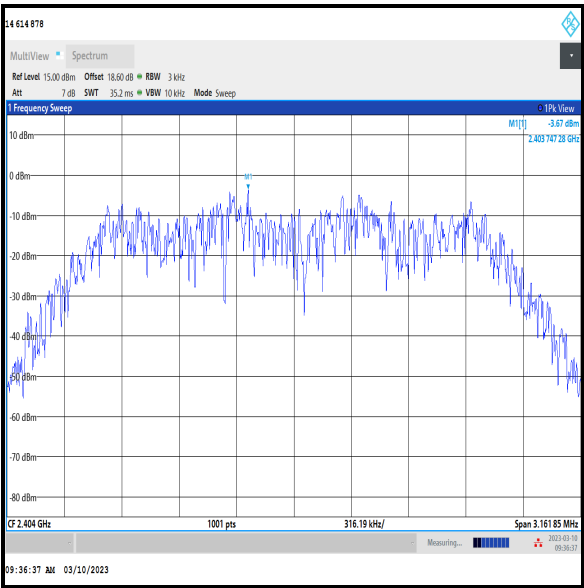 14 614 878
MultiView Spectrum
Ref Level 15.00 dBm Offset 18.60 dB RBW 3 kHz
Att 7 dB SWT 35.2 ms VBW 10 kHz Mode Sweep
1 Frequency Sweep 1Pk View
M1[1] -3.67 dBm
2.403 747 28 GHz
10 dBm
0 dBm
M1
-10 dBm
-20 dBm
-30 dBm
-40 dBm
-50 dBm
-60 dBm
-70 dBm
-80 dBm
CF 2.404 GHz 1001 pts 316.19 kHz/ Span 3.161 85 MHz
Measuring... 2023-03-10
09:36:37
09:36:37 AM 03/10/2023